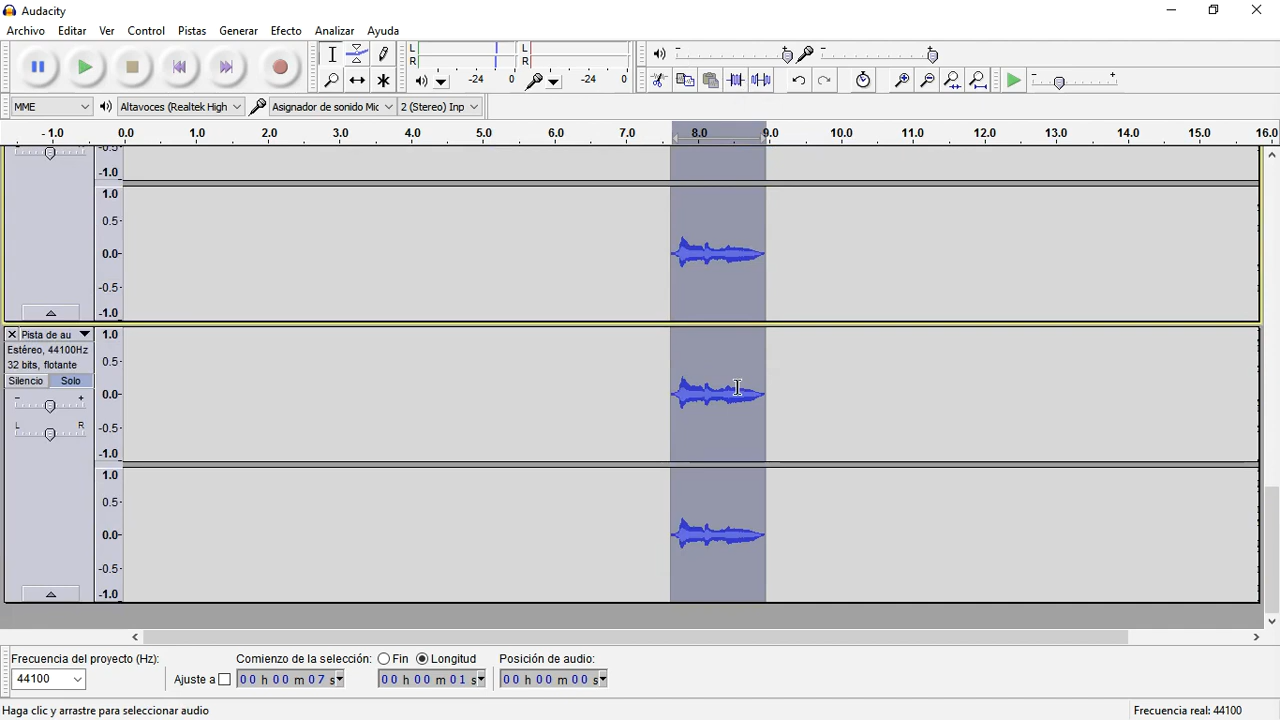 Audacity
Archivo Editar Ver Control Pistas Generar Efecto Analizar Ayuda
L R -24 0 L R -24 0
MME Altavoces (Realtek High Asignador de sonido Mic 2 (Stereo) Inp
- 1.0 0.0 1.0 2.0 3.0 4.0 5.0 6.0 7.0 8.0 9.0 10.0 11.0 12.0 13.0 14.0 15.0 16.0
-0.5
-1.0
1.0
0.5
0.0
-0.5
-1.0
Pista de au 1.0
Estéreo, 44100Hz
32 bits, flotante 0.5
Silencio Solo
0.0
- +
L R -0.5
-1.0
1.0
0.5
0.0
-0.5
-1.0
Frecuencia del proyecto (Hz): Comienzo de la selección: Fin Longitud Posición de audio:
44100 Ajuste a 00 h 00 m 07 s 00 h 00 m 01 s 00 h 00 m 00 s
Haga clic y arrastre para seleccionar audio Frecuencia real: 44100